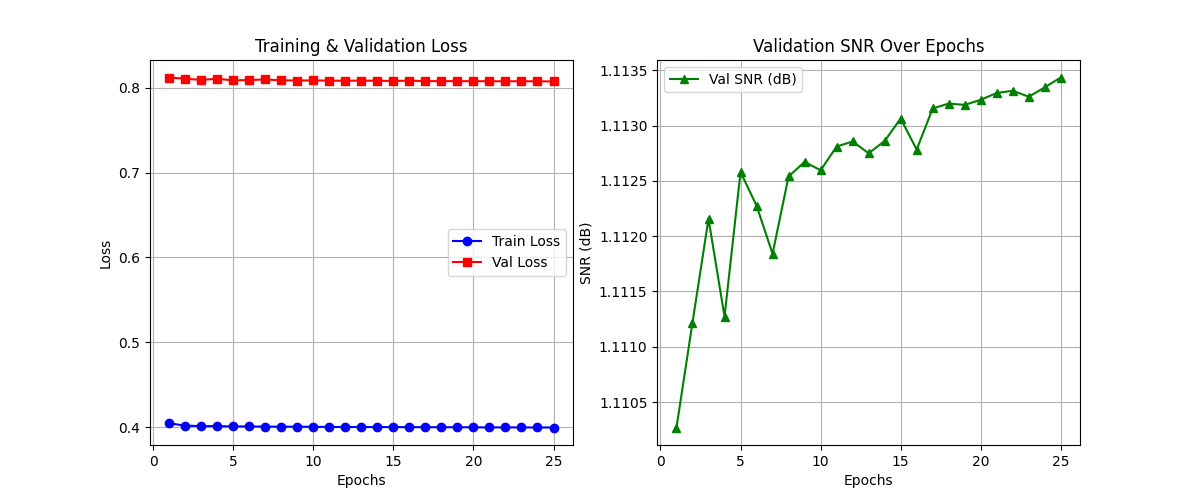 Training & Validation Loss
Loss
0.8
0.7
0.6
0.5
0.4
Train Loss
Val Loss
0
5
10
15
20
25
Epochs
Validation SNR Over Epochs
SNR (dB)
1.1135
1.1130
1.1125
1.1120
1.1115
1.1110
1.1105
Val SNR (dB)
0
5
10
15
20
25
Epochs